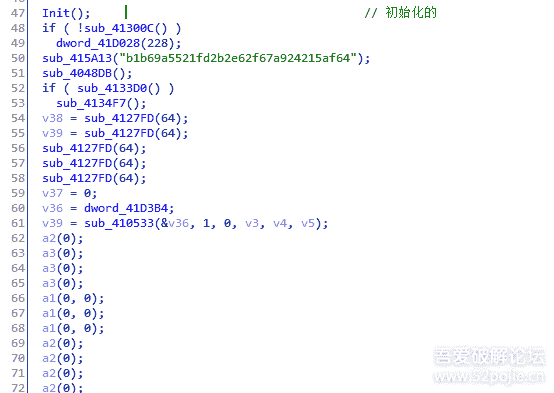 47 Init(); // 初始化的
48 if ( !sub_41300C() )
49 dword_41D028(228);
50 sub_415A13("b1b69a5521fd2b2e62f67a924215af64");
51 sub_4048DB();
52 if ( sub_4133D0() )
53 sub_4134F7();
54 v38 = sub_4127FD(64);
55 v39 = sub_4127FD(64);
56 sub_4127FD(64);
57 sub_4127FD(64);
58 sub_4127FD(64);
59 v37 = 0;
60 v36 = dword_41D3B4;
61 v39 = sub_410533(&v36, 1, 0, v3, v4, v5);
62 a2(0);
63 a3(0);
64 a3(0);
65 a3(0);
66 a1(0, 0);
67 a1(0, 0);
68 a1(0, 0);
69 a2(0);
70 a2(0);
71 a2(0);
72 a2(0);
吾爱破解论坛
www.52pojie.cn